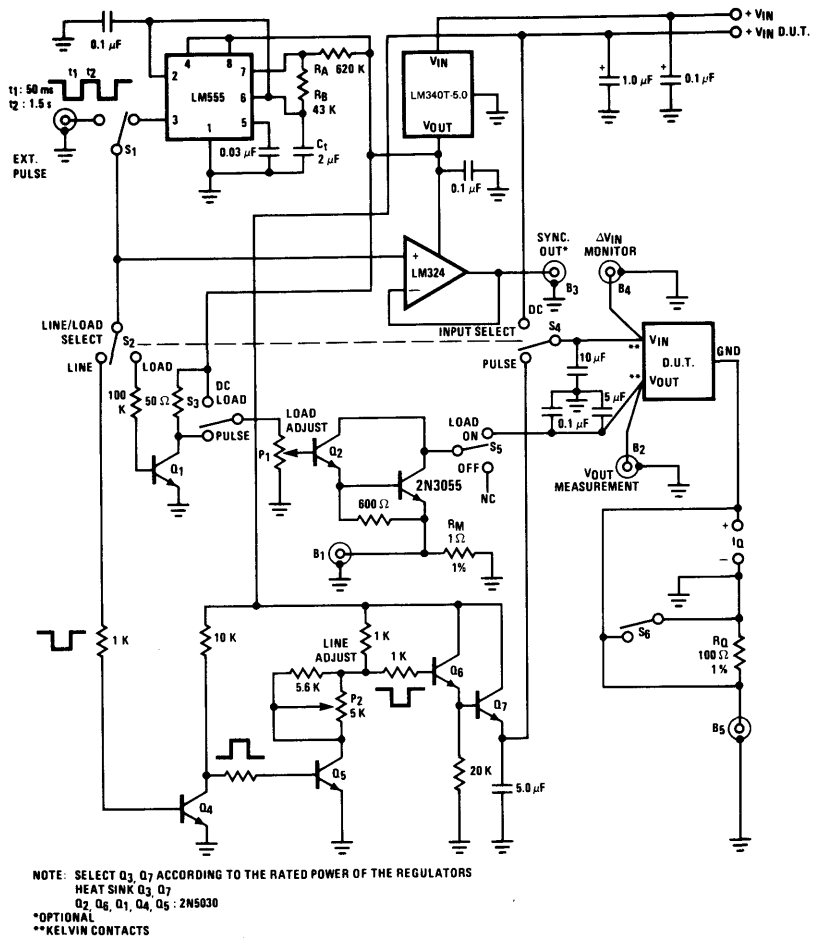 + VIN
+ VIN D.U.T.
0.1 µF
4
8
2
7
LM555
6
3
5
1
RA 620 K
RB
43 K
VIN
LM340T-5.0
VOUT
1.0 µF
0.1 µF
+
+
t1 t2
t1: 50 ms
t2: 1.5 s
EXT.
PULSE
S1
0.03 µF
Ct
2 µF
0.1 µF
+
LM324
−
SYNC.
OUT*
B3
ΔVIN
MONITOR
B4
LINE/LOAD
SELECT
S2
LINE
LOAD
INPUT SELECT
DC
S4
PULSE
**
VIN
D.U.T.
GND
**
VOUT
10 µF
5 µF
0.1 µF
100
K
50 Ω
S3
DC
LOAD
PULSE
LOAD
ADJUST
P1
Q1
Q2
2N3055
600 Ω
LOAD
ON
S5
OFF
NC
B2
VOUT
MEASUREMENT
B1
RM
1 Ω
1%
+
IQ
−
S6
RQ
100 Ω
1%
B5
1 K
10 K
LINE
ADJUST
1 K
1 K
5.6 K
P2
5 K
Q6
Q7
Q4
Q5
20 K
5.0 µF
NOTE: SELECT Q3, Q7 ACCORDING TO THE RATED POWER OF THE REGULATORS
HEAT SINK Q3, Q7
Q2, Q6, Q1, Q4, Q5 : 2N5030
*OPTIONAL
**KELVIN CONTACTS